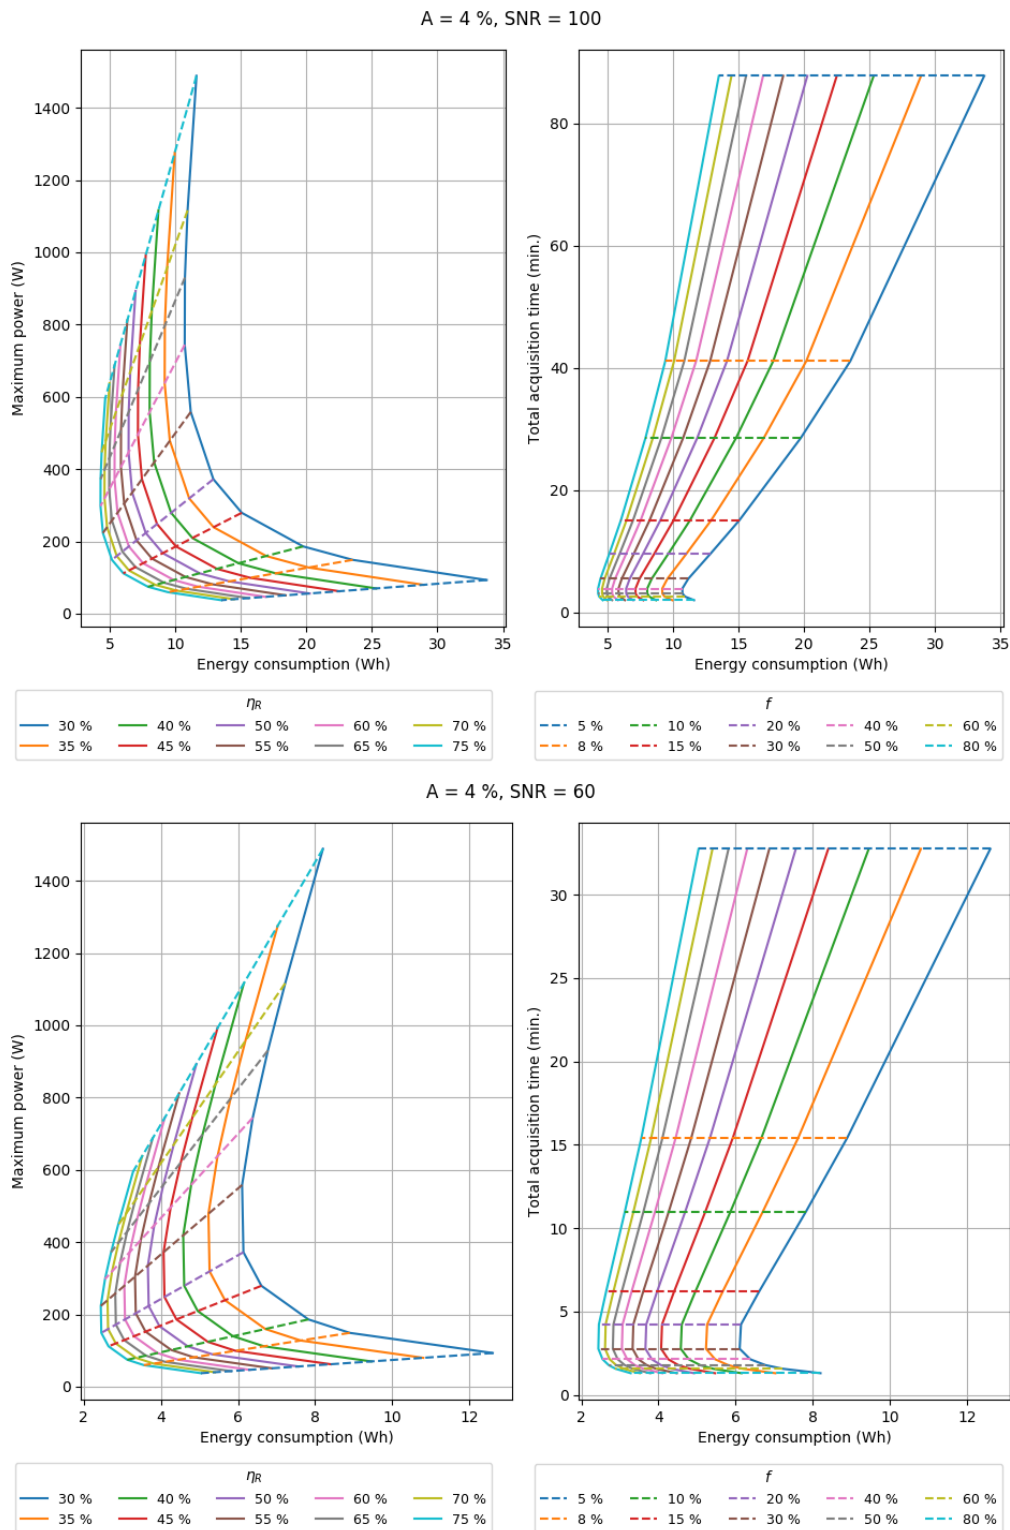 A = 4 %, SNR = 100
Maximum power (W)
1400
1200
1000
800
600
400
200
0
5 10 15 20 25 30 35
Energy consumption (Wh)
Total acquisition time (min.)
80
60
40
20
0
5 10 15 20 25 30 35
Energy consumption (Wh)
ηR
30 % 40 % 50 % 60 % 70 %
35 % 45 % 55 % 65 % 75 %
f
5 % 10 % 20 % 40 % 60 %
8 % 15 % 30 % 50 % 80 %
A = 4 %, SNR = 60
Maximum power (W)
1400
1200
1000
800
600
400
200
0
2 4 6 8 10 12
Energy consumption (Wh)
Total acquisition time (min.)
30
25
20
15
10
5
0
2 4 6 8 10 12
Energy consumption (Wh)
ηR
30 % 40 % 50 % 60 % 70 %
35 % 45 % 55 % 65 % 75 %
f
5 % 10 % 20 % 40 % 60 %
8 % 15 % 30 % 50 % 80 %